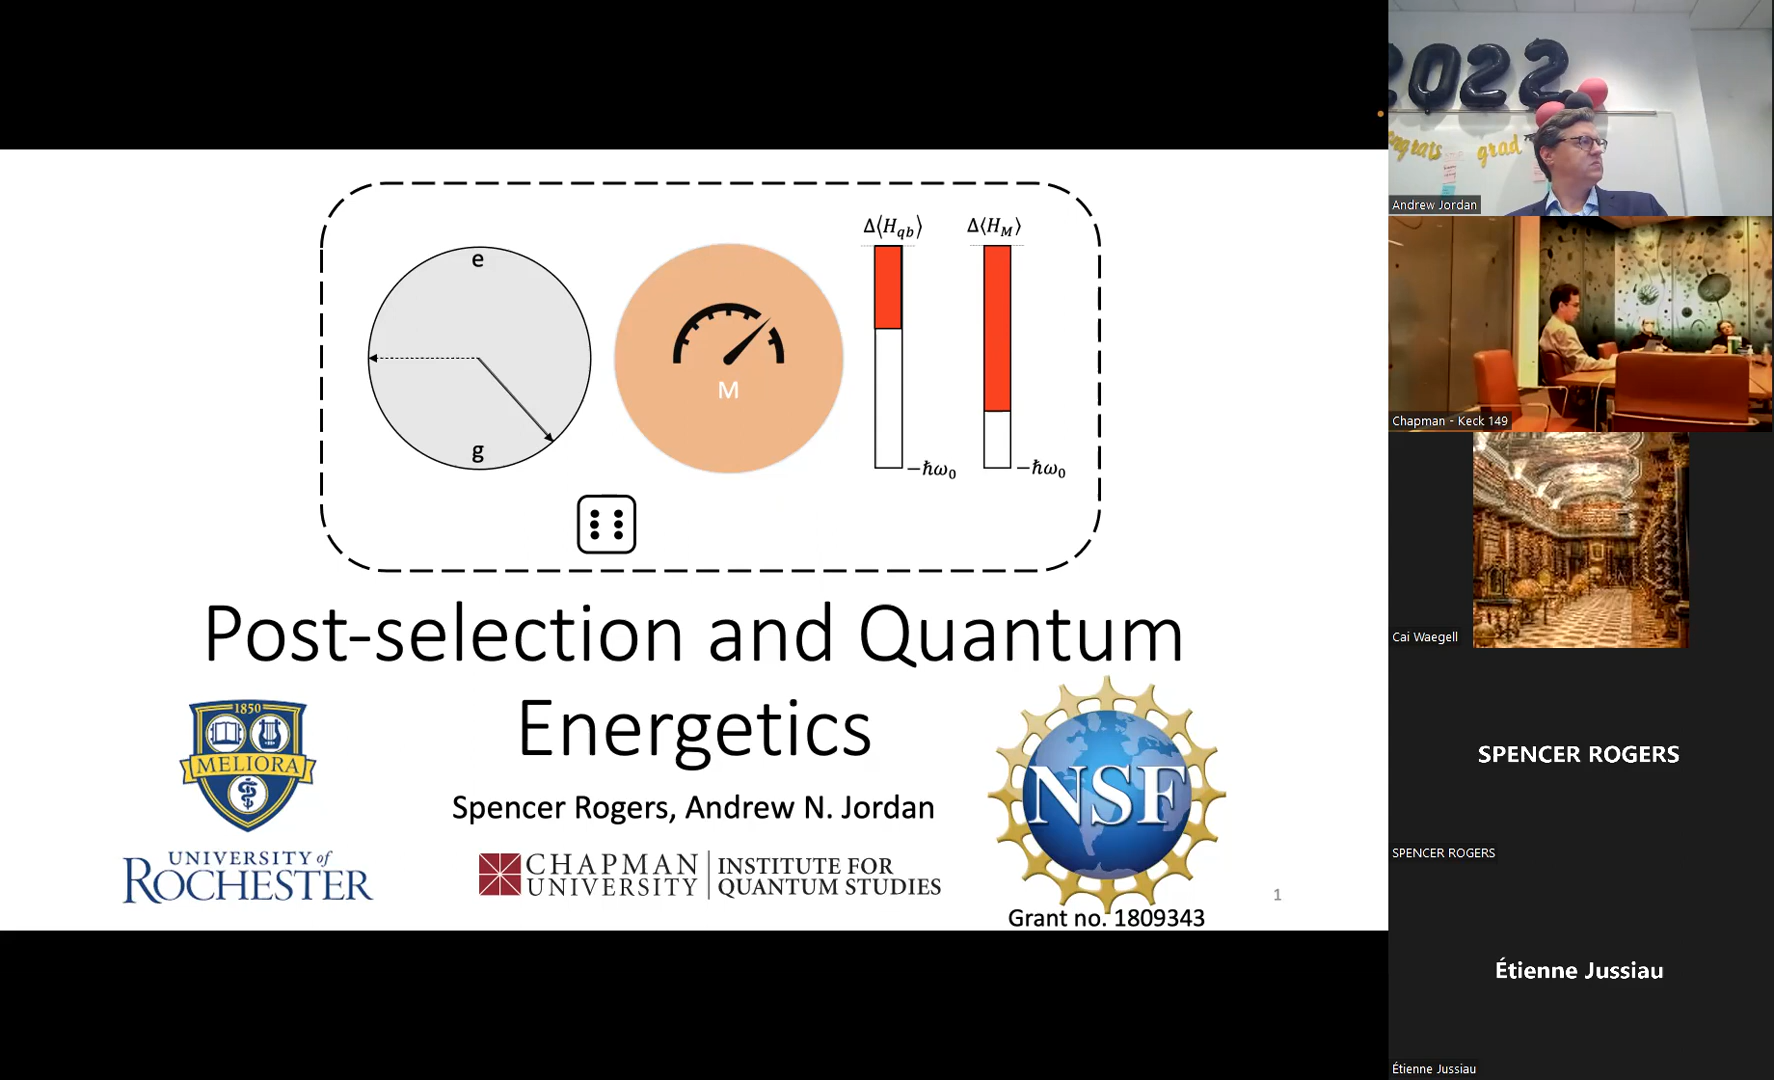 Δ⟨H_qb⟩
Δ⟨H_M⟩
e
g
M
−ħω₀
−ħω₀
Post-selection and Quantum
Energetics
Spencer Rogers, Andrew N. Jordan
1850
MELIORA
UNIVERSITY of
ROCHESTER
CHAPMAN
UNIVERSITY
INSTITUTE FOR
QUANTUM STUDIES
NSF
Grant no. 1809343
1
2022
ongrats grad
Andrew Jordan
Chapman - Keck 149
Cai Waegell
SPENCER ROGERS
SPENCER ROGERS
Étienne Jussiau
Étienne Jussiau